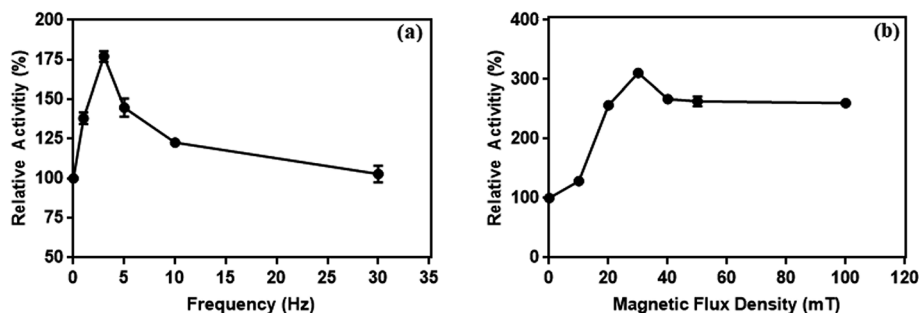 (a)
Relative Activitiy (%)
200
175
150
125
100
75
50
0 5 10 15 20 25 30 35
Frequency (Hz)
(b)
Relative Activity (%)
400
300
200
100
0
0 20 40 60 80 100 120
Magnetic Flux Density (mT)